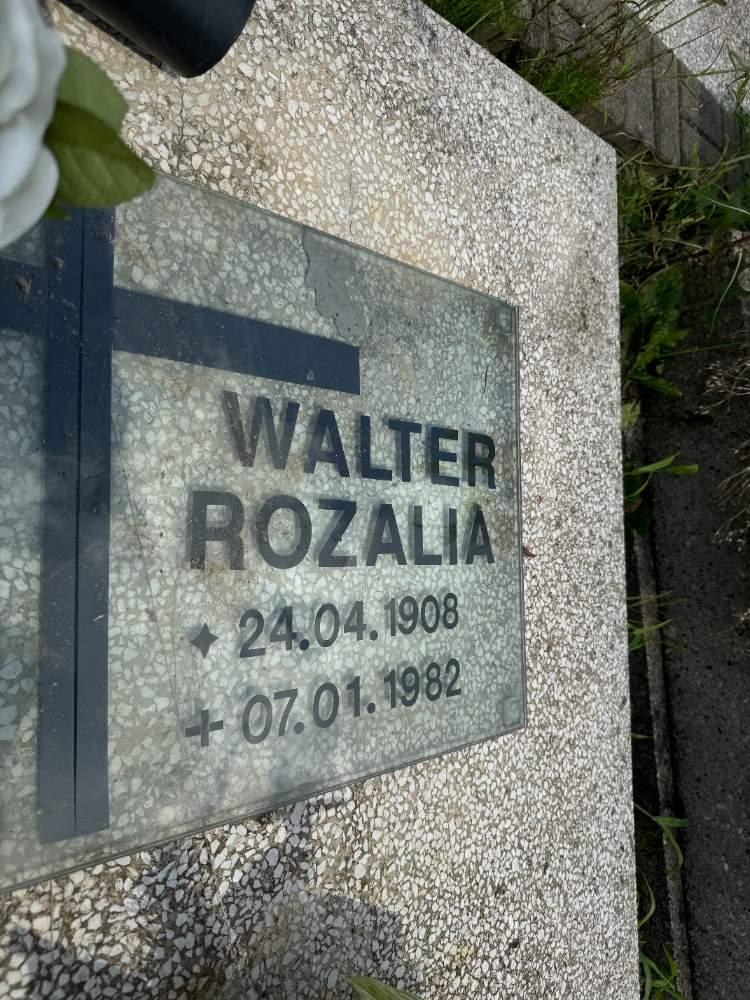 WALTER
ROZALIA
✦ 24.04.1908
+ 07.01.1982